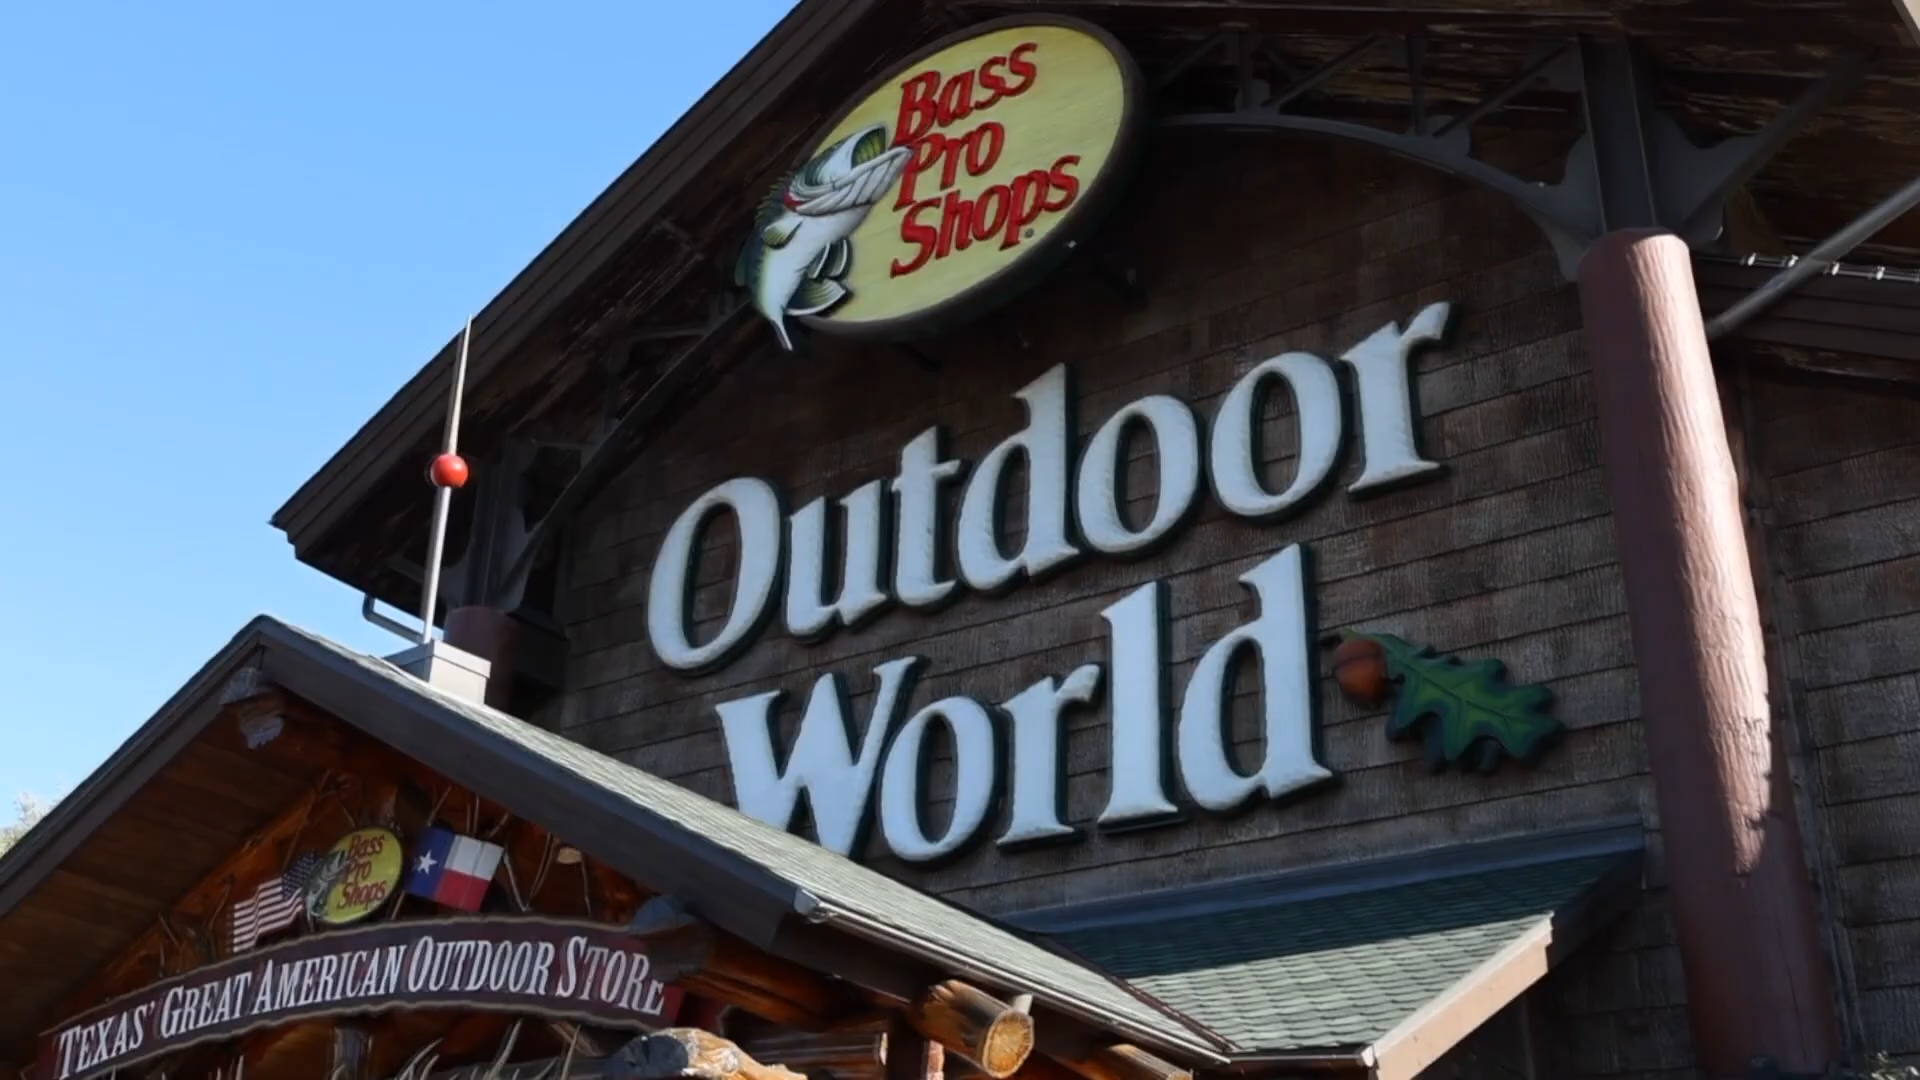 Bass
Pro
Shops®
Outdoor
World
Bass
Pro
Shops
TEXAS' GREAT AMERICAN OUTDOOR STORE